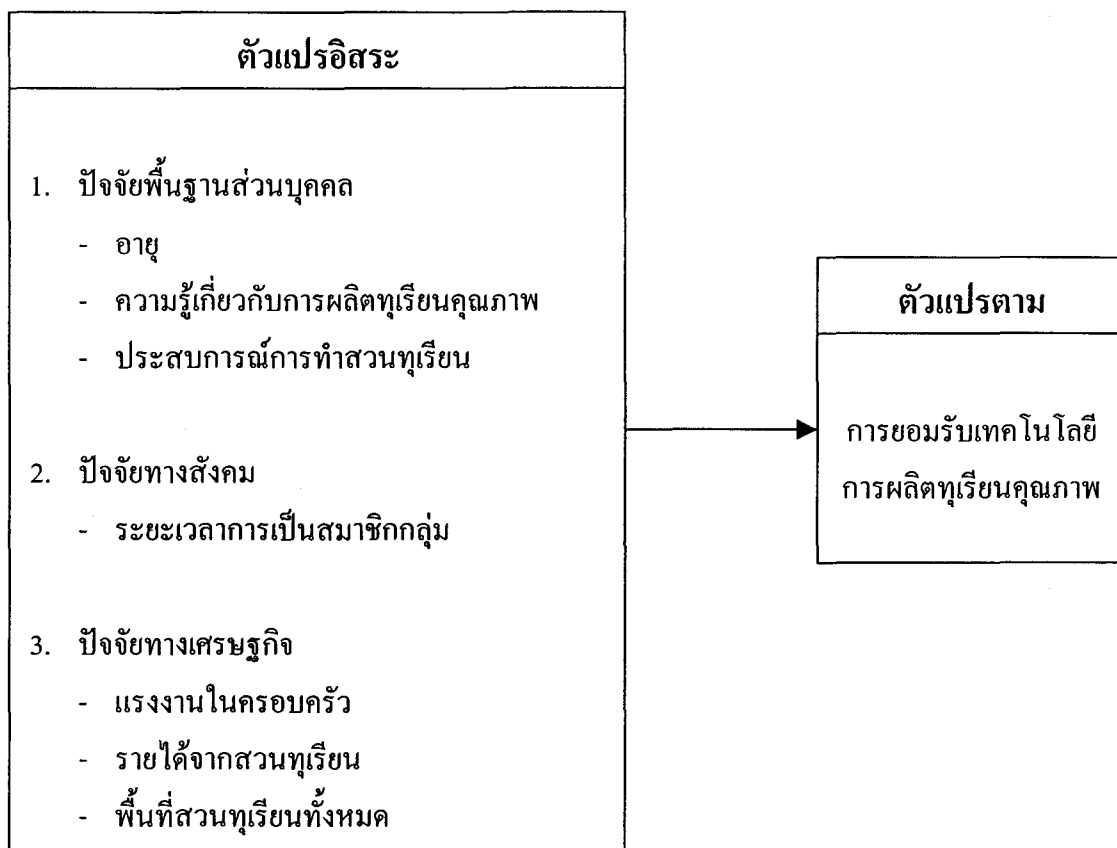 ตัวแปรอิสระ
1. ปัจจัยพื้นฐานส่วนบุคคล
- อายุ
- ความรู้เกี่ยวกับการผลิตทุเรียนคุณภาพ
- ประสบการณ์การทำสวนทุเรียน
2. ปัจจัยทางสังคม
- ระยะเวลาการเป็นสมาชิกกลุ่ม
3. ปัจจัยทางเศรษฐกิจ
- แรงงานในครอบครัว
- รายได้จากสวนทุเรียน
- พื้นที่สวนทุเรียนทั้งหมด
ตัวแปรตาม
การยอมรับเทคโนโลยี
การผลิตทุเรียนคุณภาพ